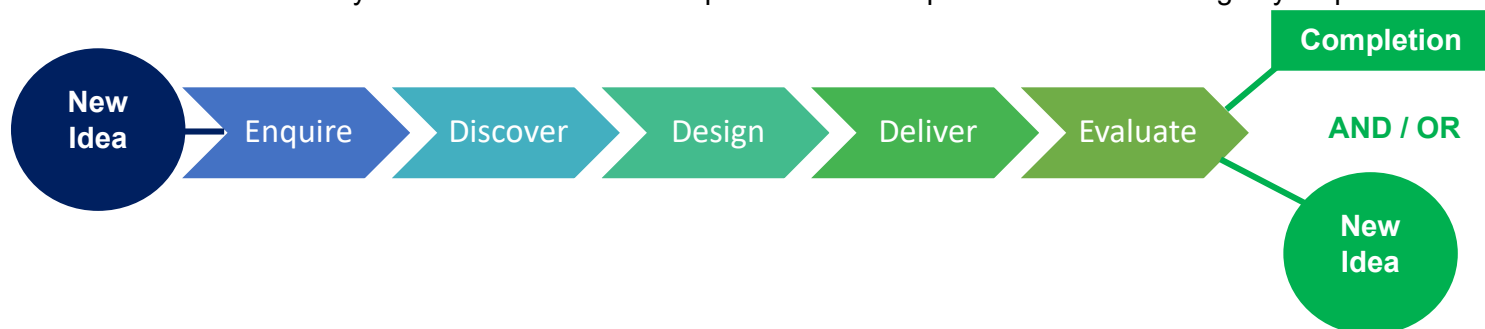 New
Idea
Enquire
Discover
Design
Deliver
Evaluate
Completion
AND / OR
New
Idea